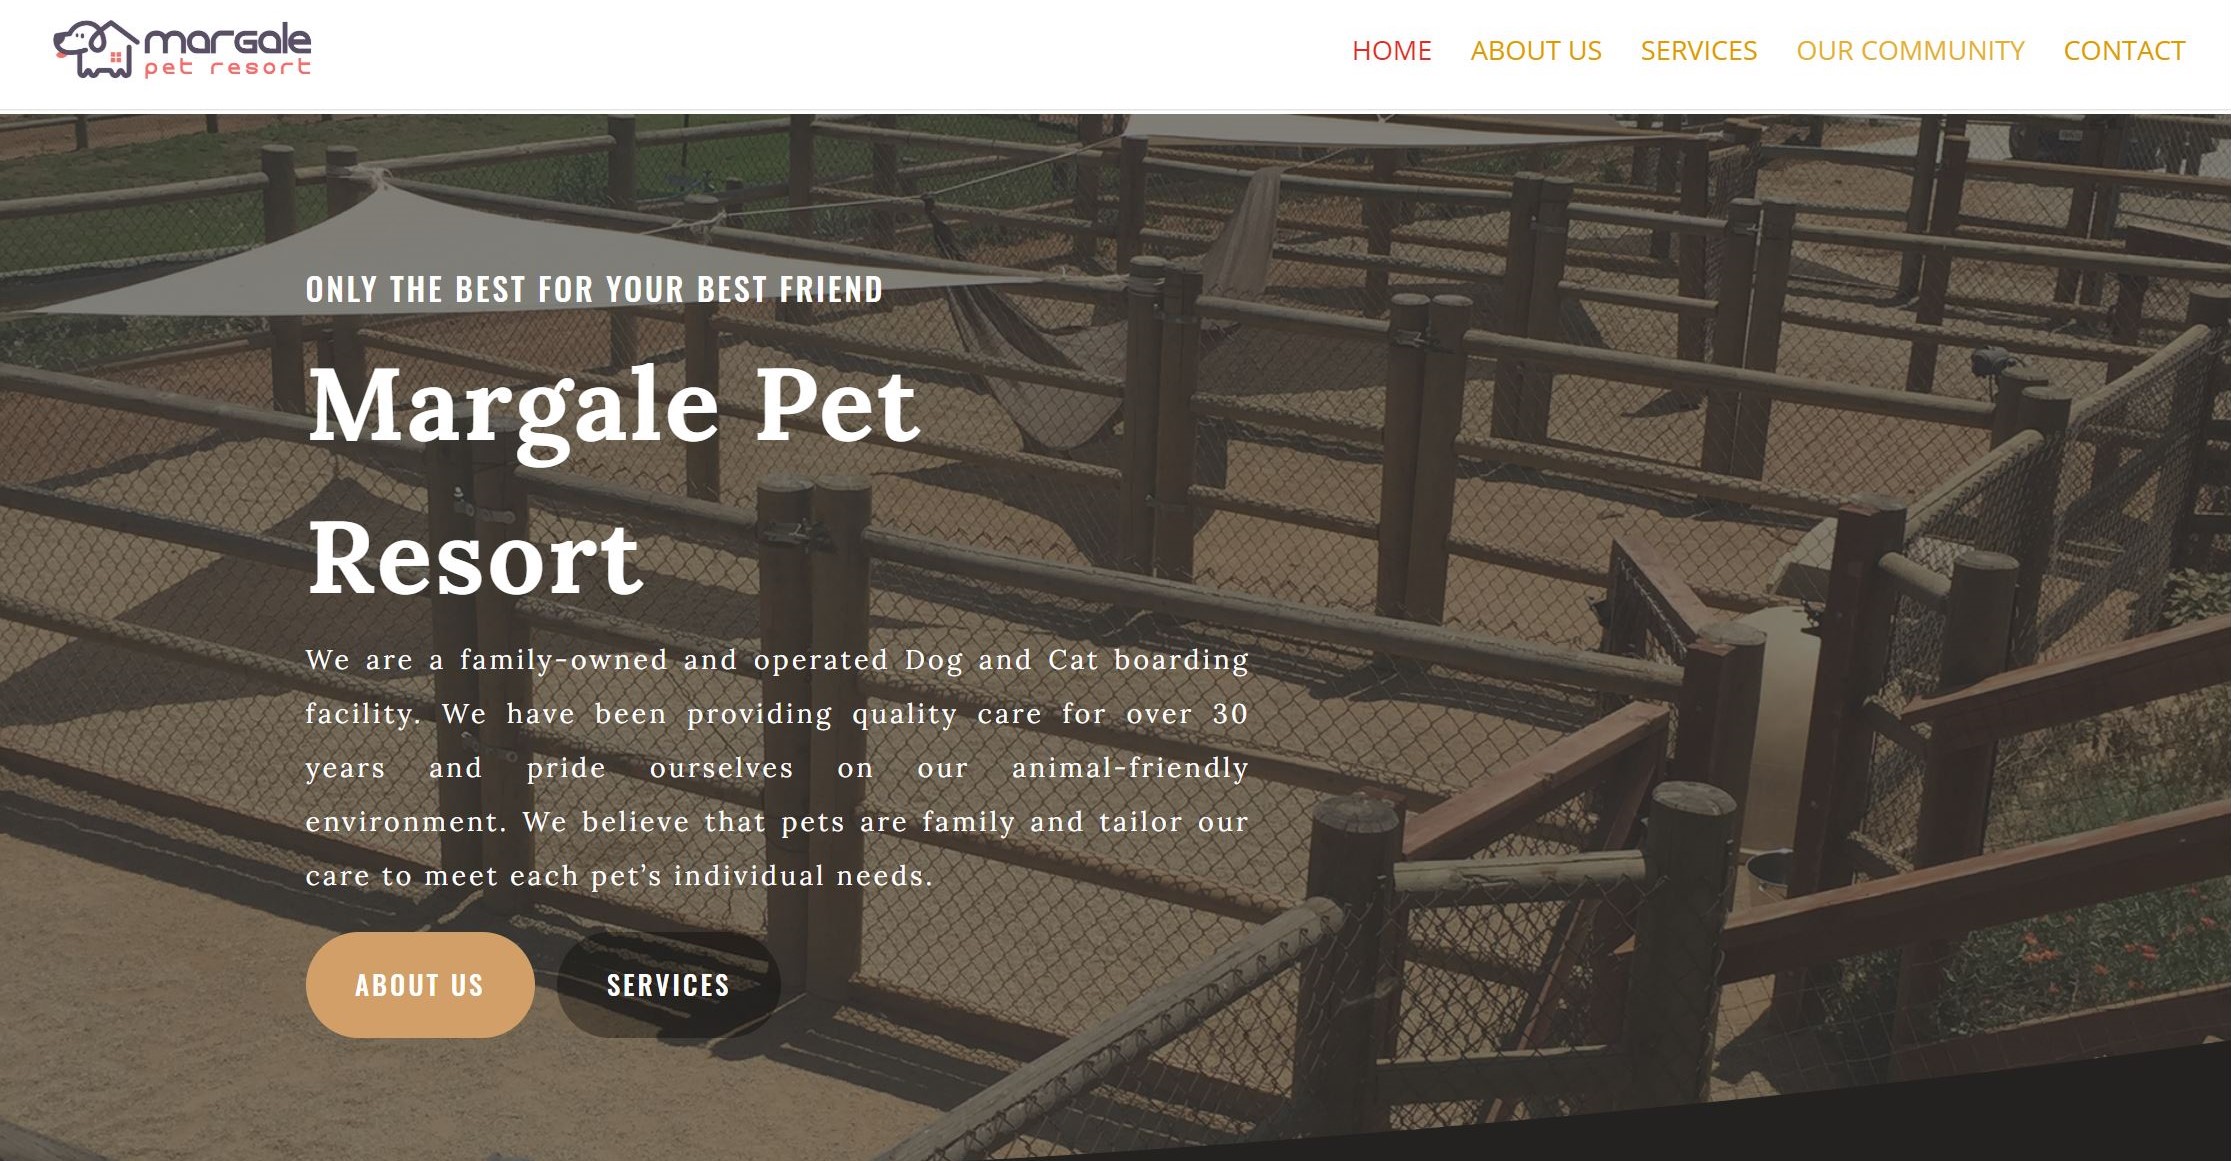 margale
pet resort
HOME ABOUT US SERVICES OUR COMMUNITY CONTACT
ONLY THE BEST FOR YOUR BEST FRIEND
Margale Pet
Resort
We are a family-owned and operated Dog and Cat boarding
facility. We have been providing quality care for over 30
years and pride ourselves on our animal-friendly
environment. We believe that pets are family and tailor our
care to meet each pet’s individual needs.
ABOUT US SERVICES